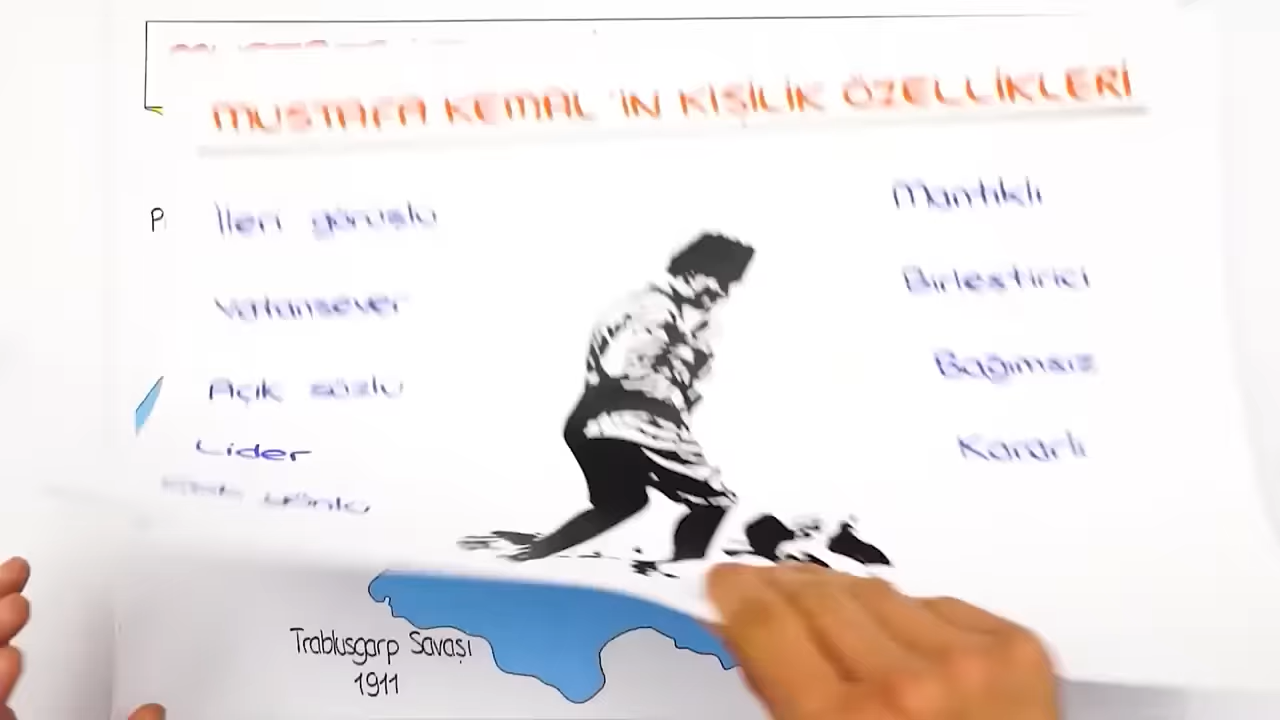 MUSTAFA KEMAL'İN KİŞİLİK ÖZELLİKLERİ
P
İleri görüşlü
Vatansever
Açık sözlü
Lider
yönlü
Mantıklı
Birleştirici
Bağımsız
Kararlı
Trablusgarp Savaşı
1911